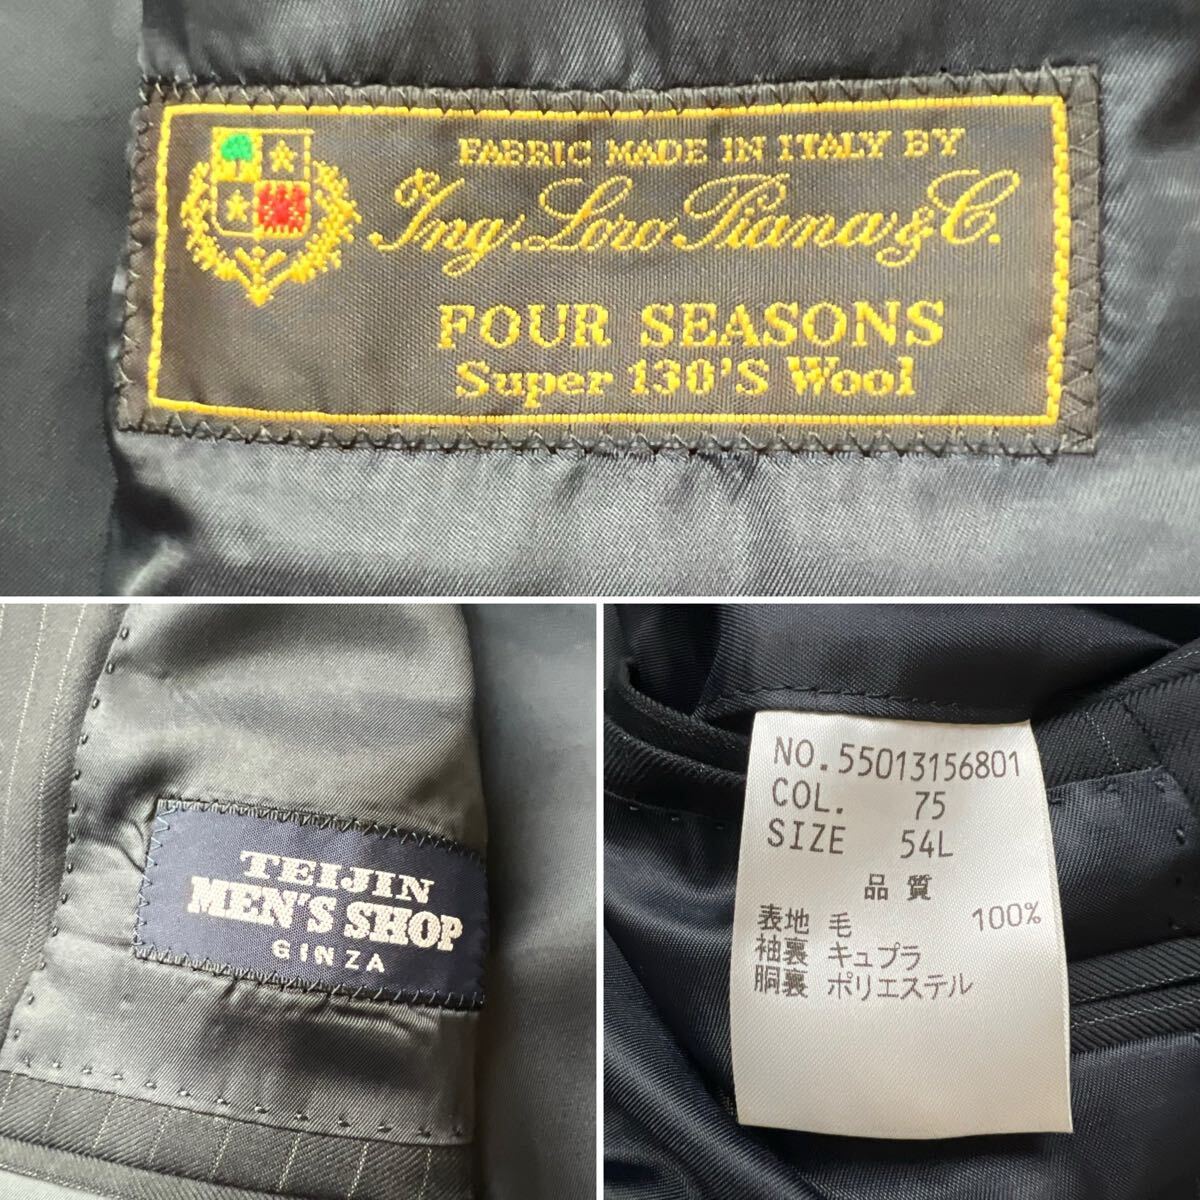 FABRIC MADE IN ITALY BY
Ing. Loro Piana & C.
FOUR SEASONS
Super 130'S Wool
TEIJIN
MEN'S SHOP
GINZA
NO.55013156801
COL. 75
SIZE 54L
品質
表地 毛 100%
袖裏 キュプラ
胴裏 ポリエステル